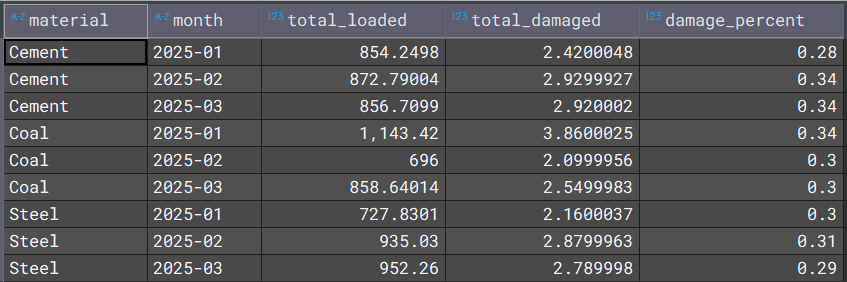 A-Z material A-Z month 123 total_loaded 123 total_damaged 123 damage_percent
Cement 2025-01 854.2498 2.4200048 0.28
Cement 2025-02 872.79004 2.9299927 0.34
Cement 2025-03 856.7099 2.920002 0.34
Coal 2025-01 1,143.42 3.8600025 0.34
Coal 2025-02 696 2.0999956 0.3
Coal 2025-03 858.64014 2.5499983 0.3
Steel 2025-01 727.8301 2.1600037 0.3
Steel 2025-02 935.03 2.8799963 0.31
Steel 2025-03 952.26 2.789998 0.29